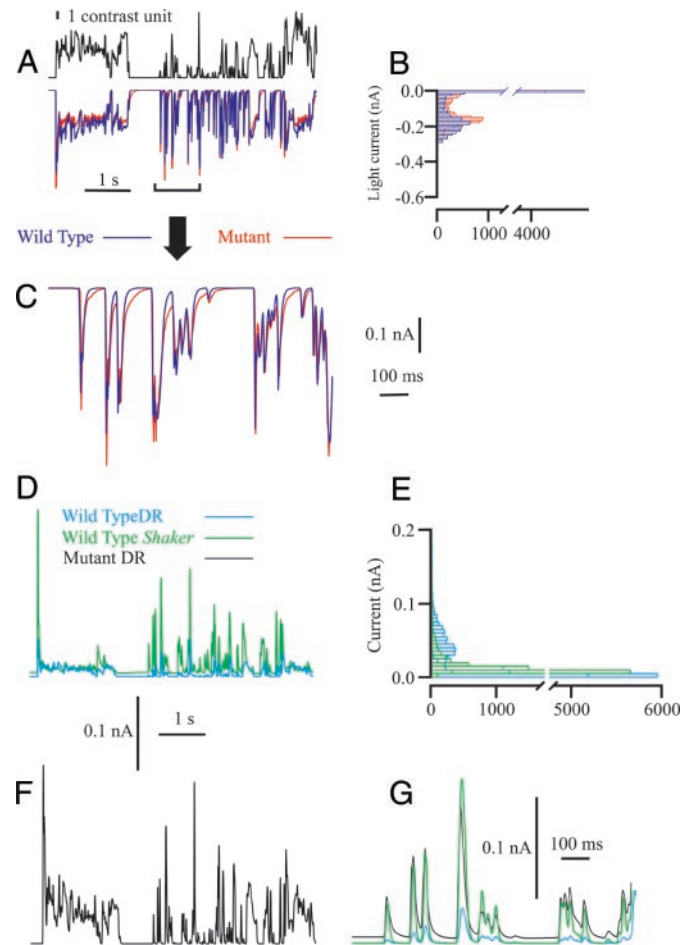 1 contrast unit
A
1 s
B
Light current (nA)
0.0
-0.2
-0.4
-0.6
0 1000 4000
Wild Type
Mutant
C
0.1 nA
100 ms
D
Wild TypeDR
Wild Type Shaker
Mutant DR
E
Current (nA)
0.2
0.1
0.0
0 1000 5000 6000
0.1 nA
1 s
F
G
0.1 nA
100 ms